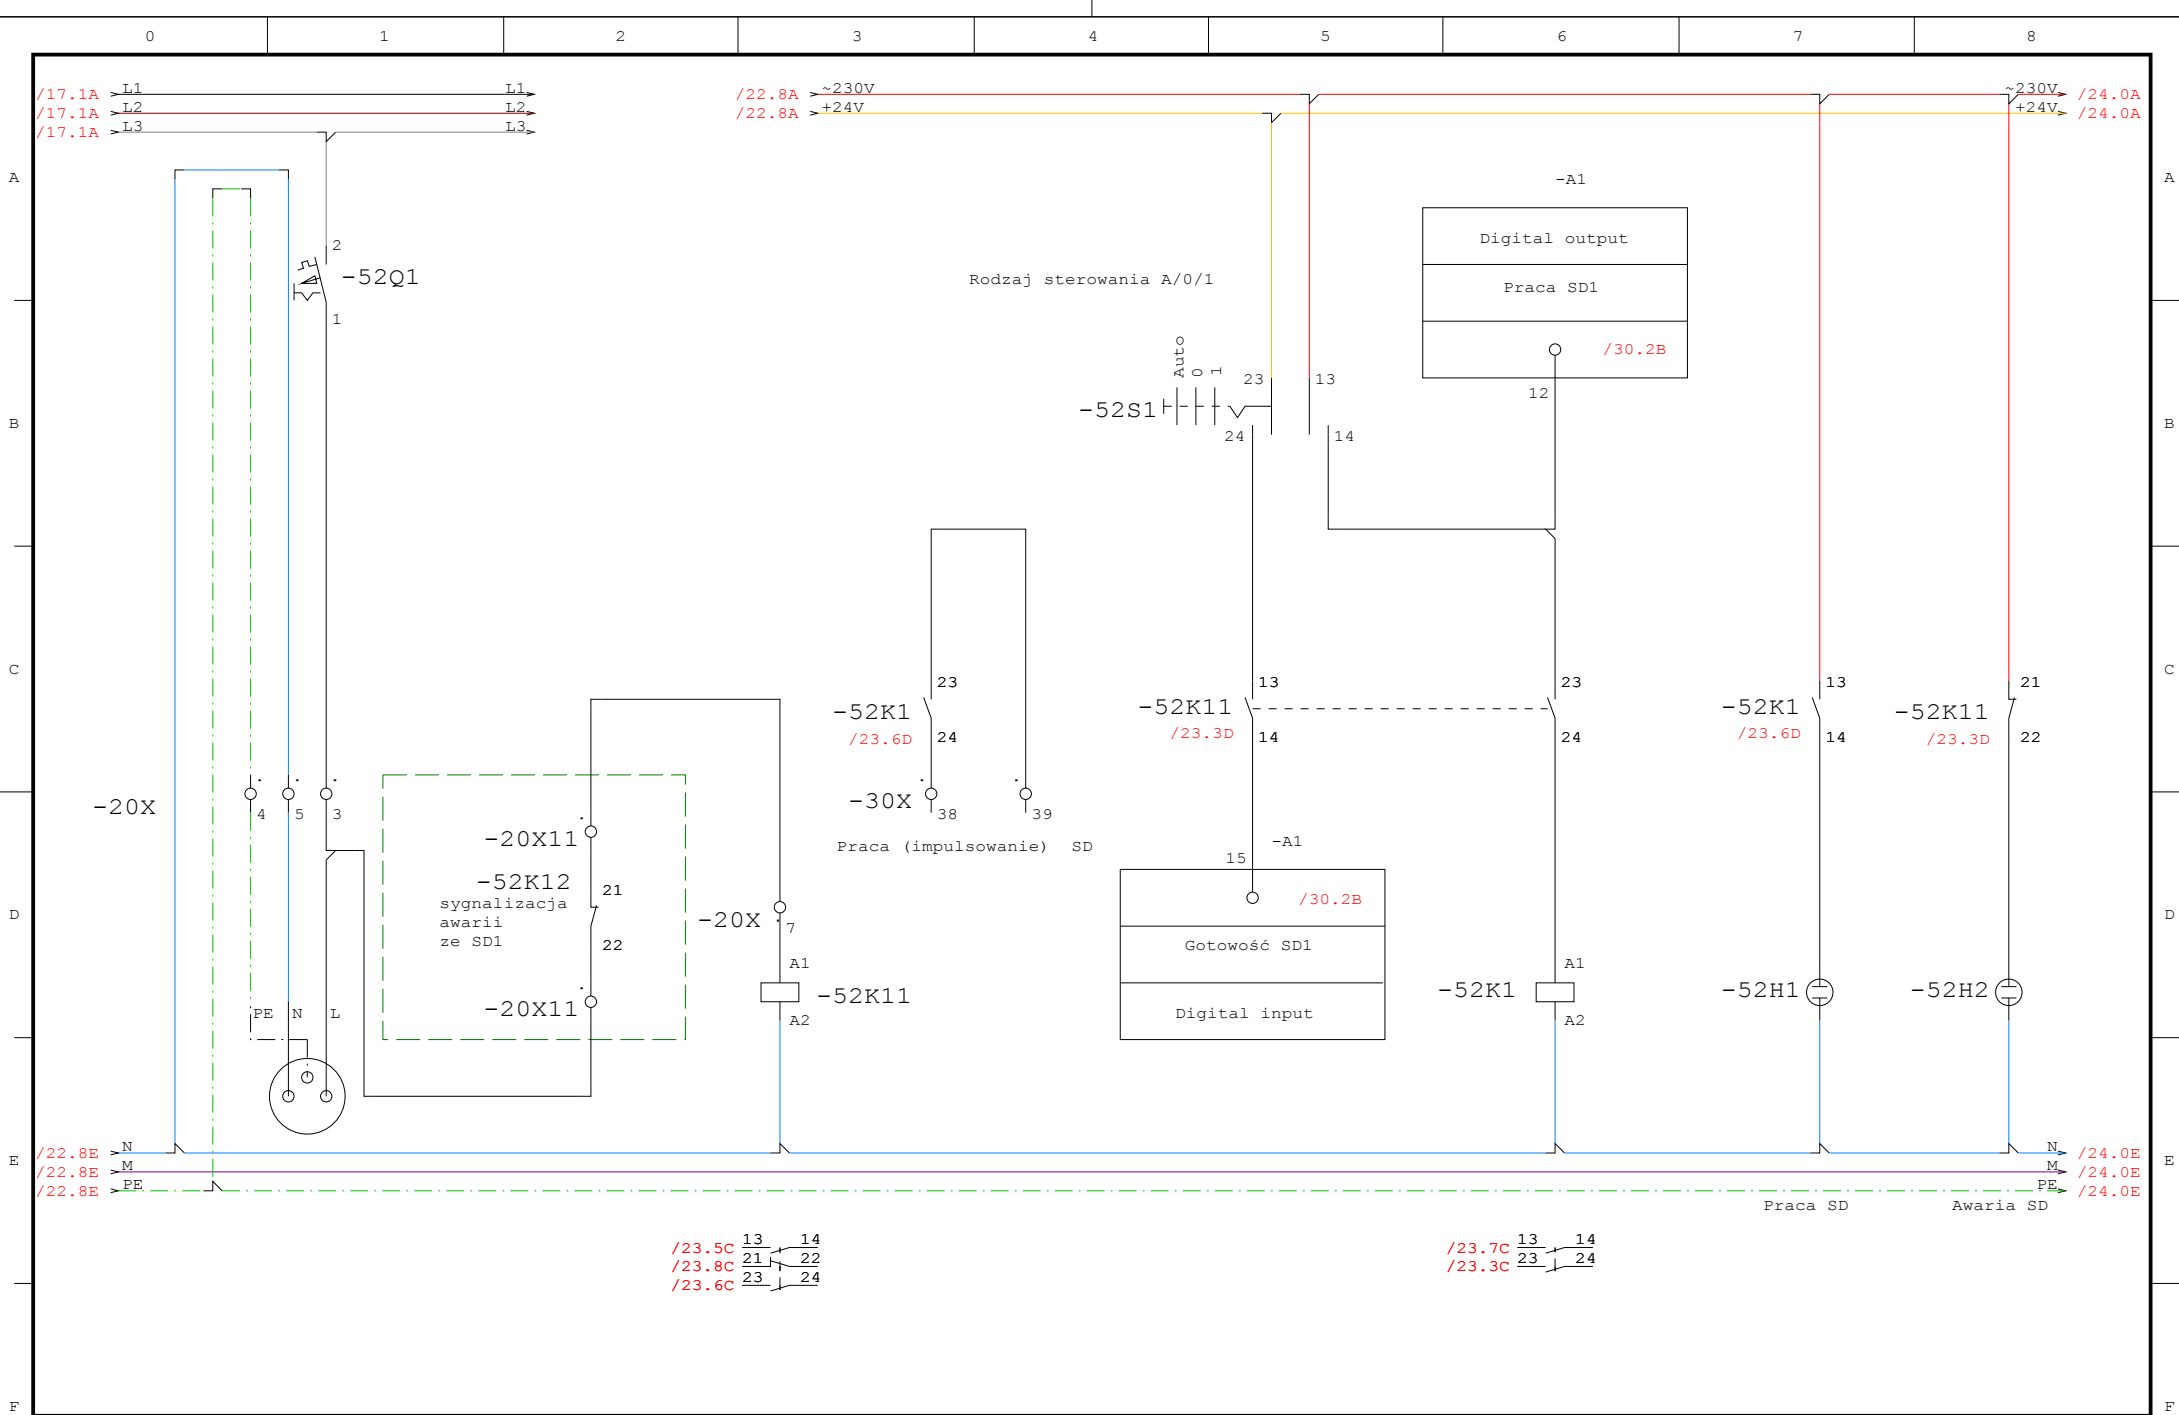 0 1 2 3 4 5 6 7 8
/17.1A L1 L1 /22.8A ~230V ~230V /24.0A
/17.1A L2 L2 /22.8A +24V +24V /24.0A
/17.1A L3 L3
A A
-A1
Digital output
2
-52Q1 Rodzaj sterowania A/0/1 Praca SD1
1
/30.2B
Auto 0 1 23 13
12
-52S1
B B
24 14
C C
23 13 23 13 21
-52K1 -52K11 -52K1 -52K11
/23.6D 24 /23.3D 14 24 /23.6D 14 /23.3D 22
-20X -30X
4 5 3 38 39
-20X11 Praca (impulsowanie) SD -A1
15
-52K12 21
sygnalizacja /30.2B
awarii -20X 7
D D
ze SD1 22 Gotowość SD1
A1 A1
-52K11 -52K1 -52H1 -52H2
-20X11
PE N L A2 Digital input A2
/22.8E N N /24.0E
E E
/22.8E M M /24.0E
/22.8E PE PE /24.0E
Praca SD Awaria SD
/23.5C 13 14 /23.7C 13 14
/23.8C 21 22 /23.3C 23 24
/23.6C 23 24
F F